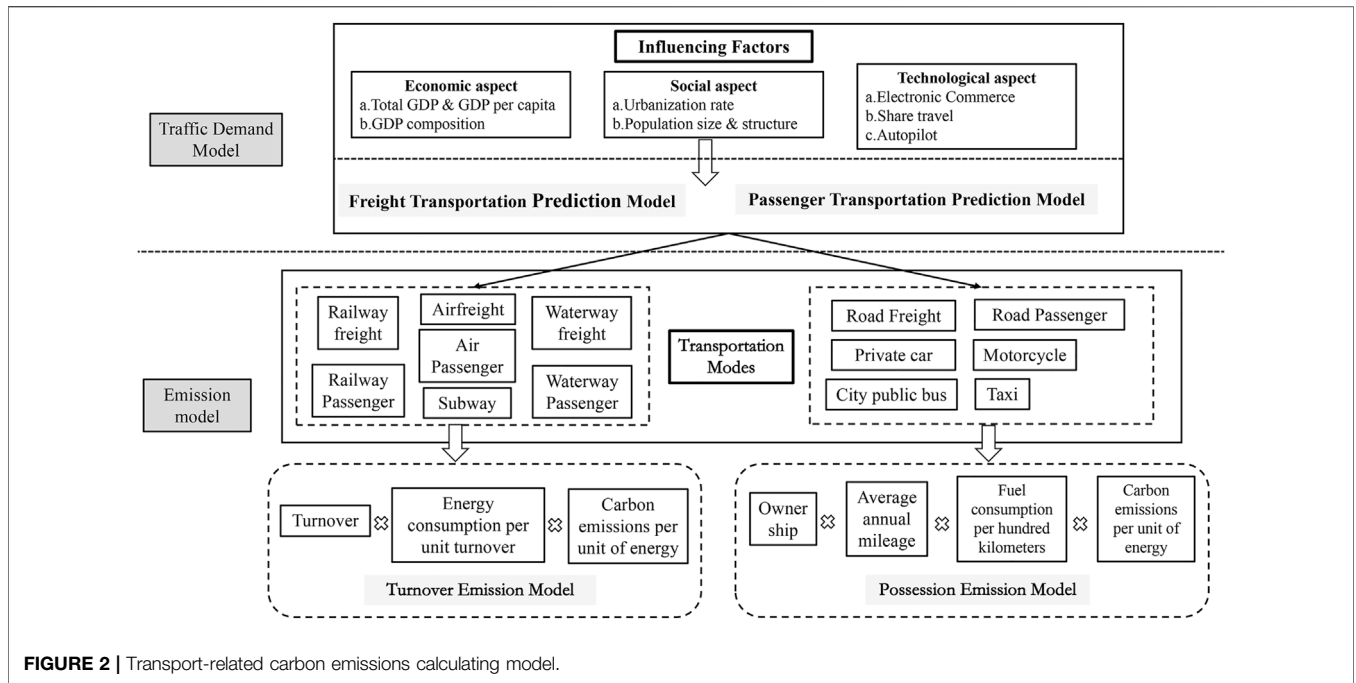 Influencing Factors
Economic aspect
a.Total GDP & GDP per capita
b.GDP composition
Social aspect
a.Urbanization rate
b.Population size & structure
Technological aspect
a.Electronic Commerce
b.Share travel
c.Autopilot
Traffic Demand
Model
Freight Transportation Prediction Model
Passenger Transportation Prediction Model
Railway
freight
Airfreight
Waterway
freight
Air
Passenger
Railway
Passenger
Subway
Waterway
Passenger
Transportation
Modes
Road Freight
Road Passenger
Private car
Motorcycle
City public bus
Taxi
Emission
model
Turnover
Energy
consumption per
unit turnover
Carbon
emissions per
unit of energy
Turnover Emission Model
Owner
ship
Average
annual
mileage
Fuel
consumption
per hundred
kilometers
Carbon
emissions
per unit of
energy
Possession Emission Model
FIGURE 2 | Transport-related carbon emissions calculating model.